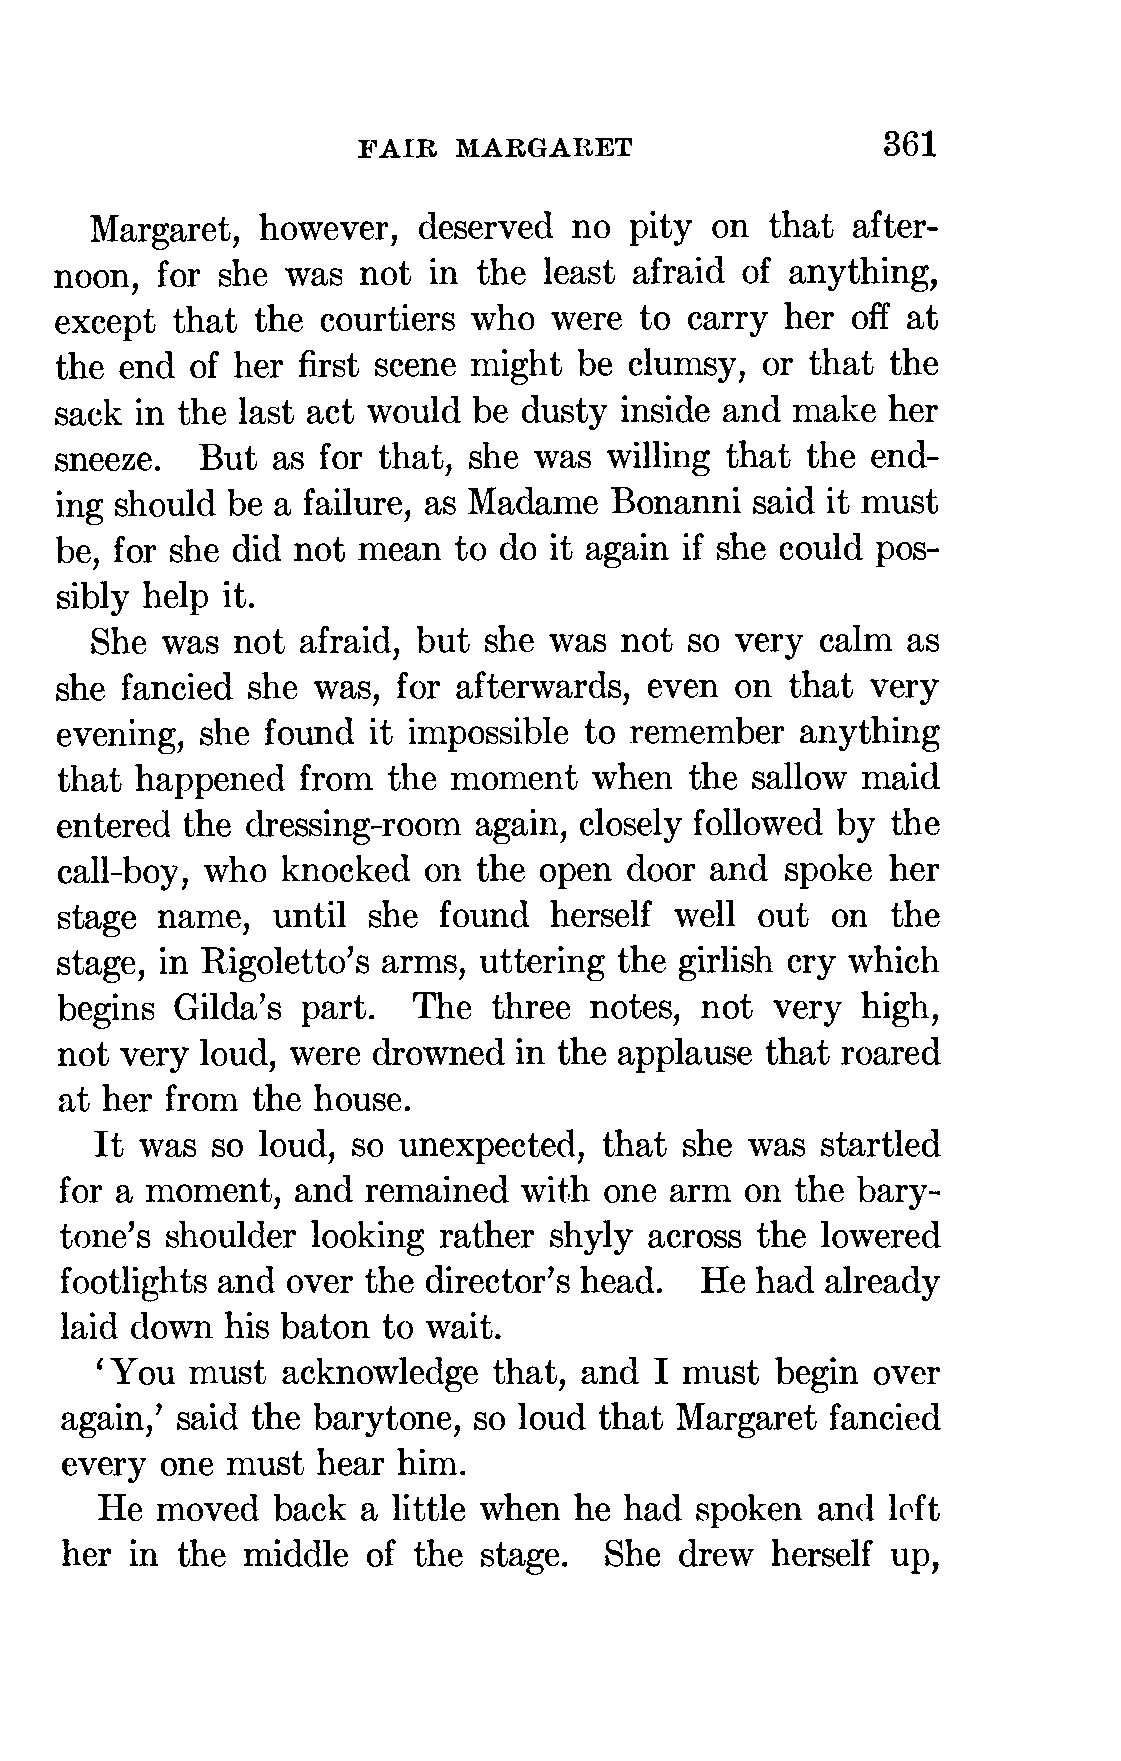 FAIR MARGARET 361
Margaret, however, deserved no pity on that after-
noon, for she was not in the least afraid of anything,
except that the courtiers who were to carry her off at
the end of her first scene might be clumsy, or that the
sack in the last act would be dusty inside and make her
sneeze. But as for that, she was willing that the end-
ing should be a failure, as Madame Bonanni said it must
be, for she did not mean to do it again if she could pos-
sibly help it.
She was not afraid, but she was not so very calm as
she fancied she was, for afterwards, even on that very
evening, she found it impossible to remember anything
that happened from the moment when the sallow maid
entered the dressing-room again, closely followed by the
call-boy, who knocked on the open door and spoke her
stage name, until she found herself well out on the
stage, in Rigoletto's arms, uttering the girlish cry which
begins Gilda's part. The three notes, not very high,
not very loud, were drowned in the applause that roared
at her from the house.
It was so loud, so unexpected, that she was startled
for a moment, and remained with one arm on the bary-
tone's shoulder looking rather shyly across the lowered
footlights and over the director's head. He had already
laid down his baton to wait.
'You must acknowledge that, and I must begin over
again,' said the barytone, so loud that Margaret fancied
every one must hear him.
He moved back a little when he had spoken and left
her in the middle of the stage. She drew herself up,